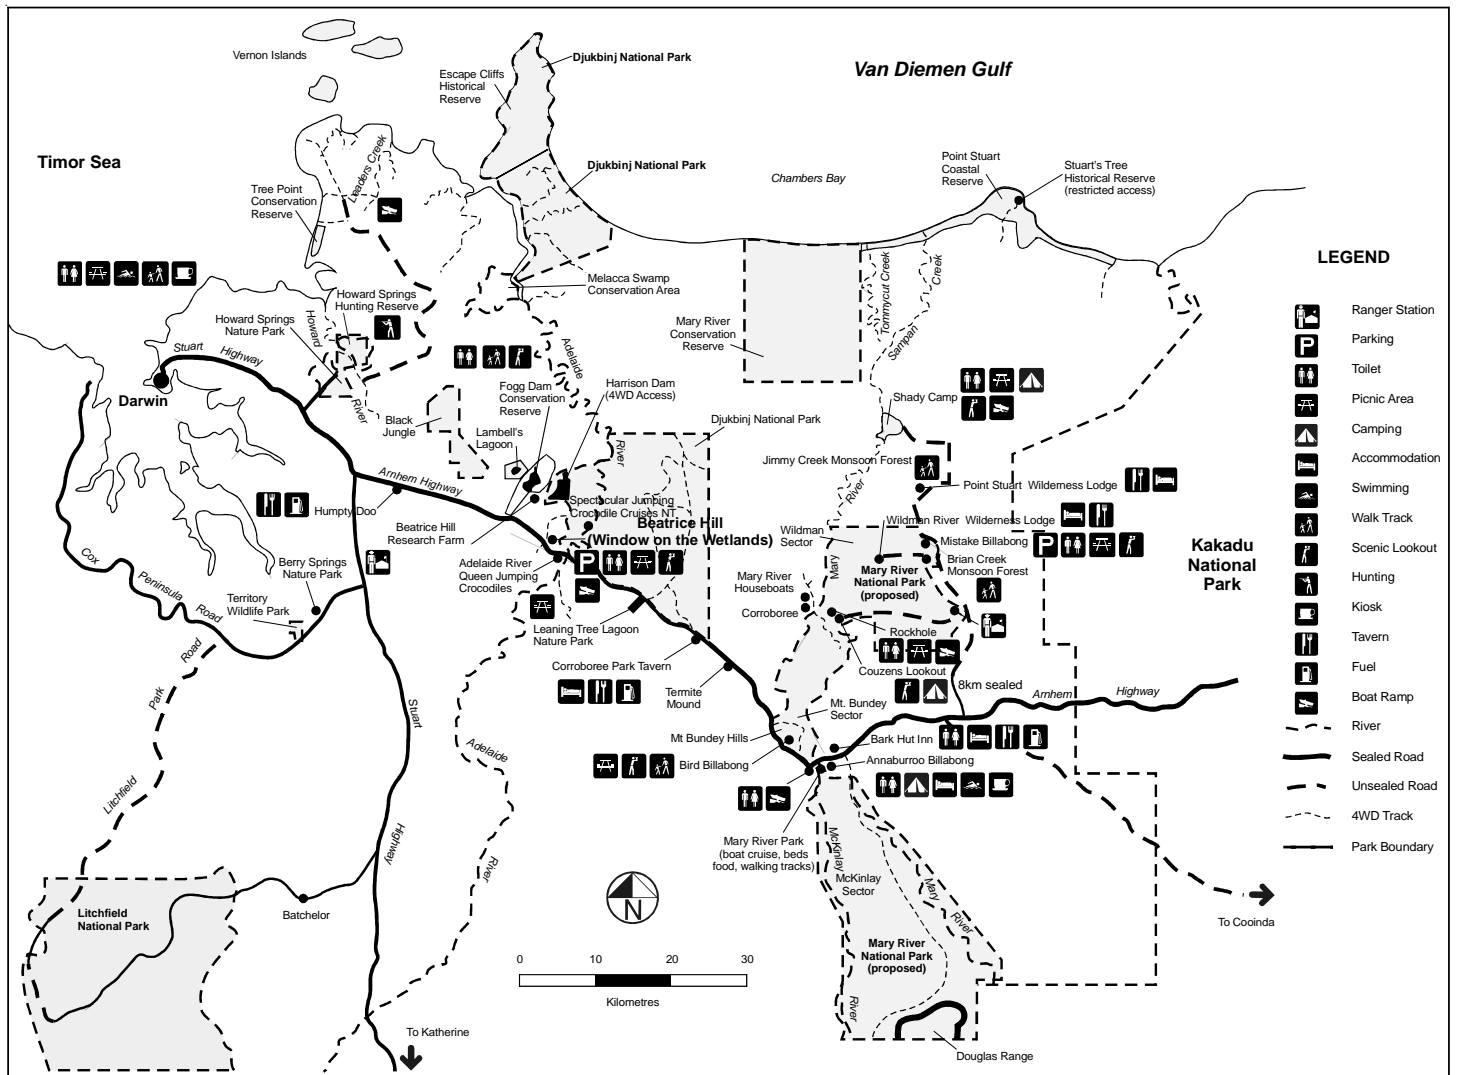 Vernon Islands
Djukbinj National Park
Escape Cliffs
Historical
Reserve
Van Diemen Gulf
Timor Sea
Leaders Creek
Djukbinj National Park
Chambers Bay
Point Stuart
Coastal
Reserve
Stuart's Tree
Historical Reserve
(restricted access)
Tree Point
Conservation
Reserve
Melacca Swamp
Conservation Area
Howard Springs
Hunting Reserve
Howard Springs
Nature Park
Howard
River
Mary River
Conservation
Reserve
Tommycut Creek
Sampan
Creek
Stuart
Highway
Darwin
Adelaide
River
Fogg Dam
Conservation
Reserve
Harrison Dam
(4WD Access)
Black
Jungle
Lambell's
Lagoon
Djukbinj National Park
Shady Camp
Jimmy Creek Monsoon Forest
Point Stuart Wilderness Lodge
River
Arnhem Highway
Humpty Doo
Spectacular Jumping
Crocodile Cruises NT
Beatrice Hill
(Window on the Wetlands)
Beatrice Hill
Research Farm
Wildman
Sector
Wildman River Wilderness Lodge
Mistake Billabong
Brian Creek
Monsoon Forest
P
P
Kakadu
National
Park
Cox
Peninsula
Road
Berry Springs
Nature Park
Territory
Wildlife Park
Adelaide River
Queen Jumping
Crocodiles
Mary River
Houseboats
Corroboree
Mary
Mary River
National Park
(proposed)
Leaning Tree Lagoon
Nature Park
Rockhole
Couzens Lookout
Corroboree Park Tavern
Termite
Mound
8km sealed
Arnhem
Highway
Mt. Bundey
Sector
Mt Bundey Hills
Bark Hut Inn
Bird Billabong
Annaburroo Billabong
Road
Park
Litchfield
Stuart
Highway
Adelaide
River
Mary River Park
(boat cruise, beds
food, walking tracks)
McKinlay
McKinlay
Sector
Mary
River
River
Mary River
National Park
(proposed)
To Cooinda
Litchfield
National Park
Batchelor
N
0 10 20 30
Kilometres
To Katherine
Douglas Range
LEGEND
Ranger Station
P Parking
Toilet
Picnic Area
Camping
Accommodation
Swimming
Walk Track
Scenic Lookout
Hunting
Kiosk
Tavern
Fuel
Boat Ramp
River
Sealed Road
Unsealed Road
4WD Track
Park Boundary